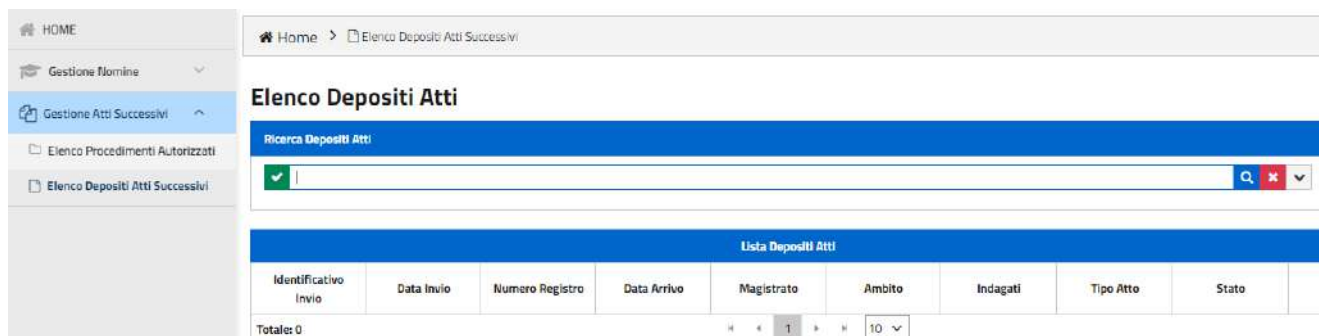 HOME
Home > Elenco Depositi Atti Successivi
Gestione Nomine
Gestione Atti Successivi
Elenco Procedimenti Autorizzati
Elenco Depositi Atti Successivi
Elenco Depositi Atti
Ricerca Depositi Atti
Lista Depositi Atti
Identificativo Invio Data Invio Numero Registro Data Arrivo Magistrato Ambito Indagati Tipo Atto Stato
Totale: 0 1 10